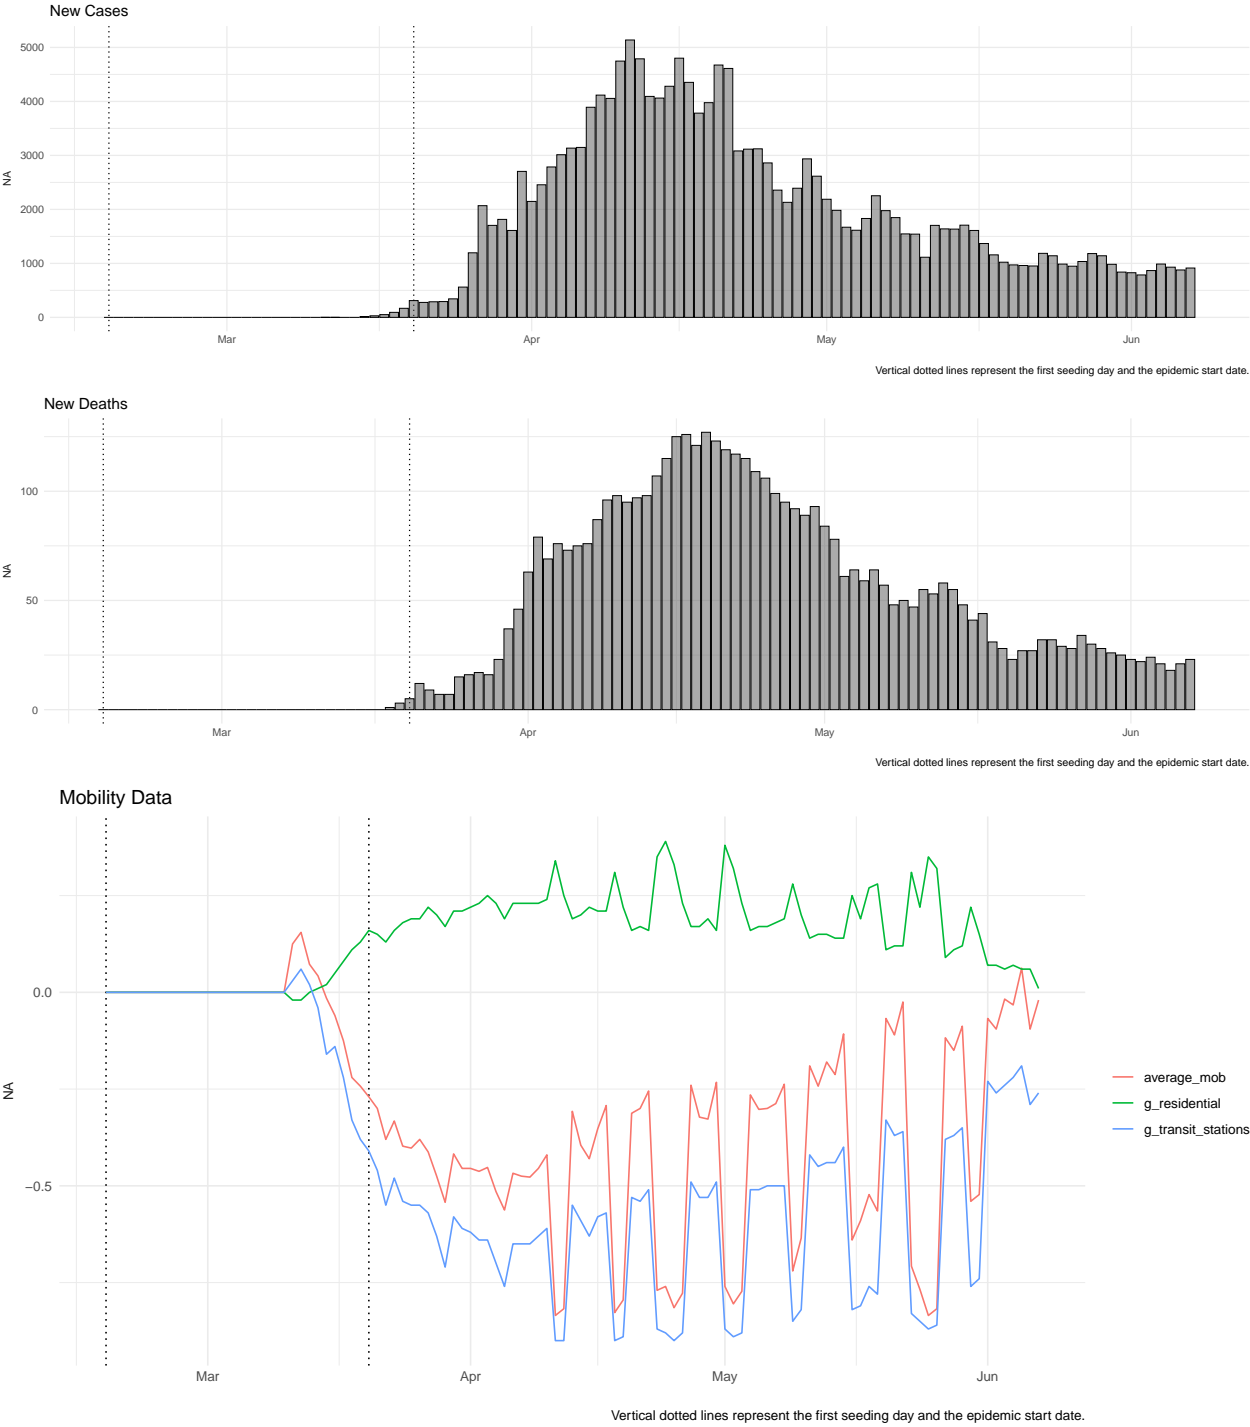 New Cases
5000
4000
3000
2000
1000
0
NA
Mar Apr May Jun
Vertical dotted lines represent the first seeding day and the epidemic start date.
New Deaths
100
50
0
NA
Mar Apr May Jun
Vertical dotted lines represent the first seeding day and the epidemic start date.
Mobility Data
0.0
−0.5
NA
average_mob
g_residential
g_transit_stations
Mar Apr May Jun
Vertical dotted lines represent the first seeding day and the epidemic start date.